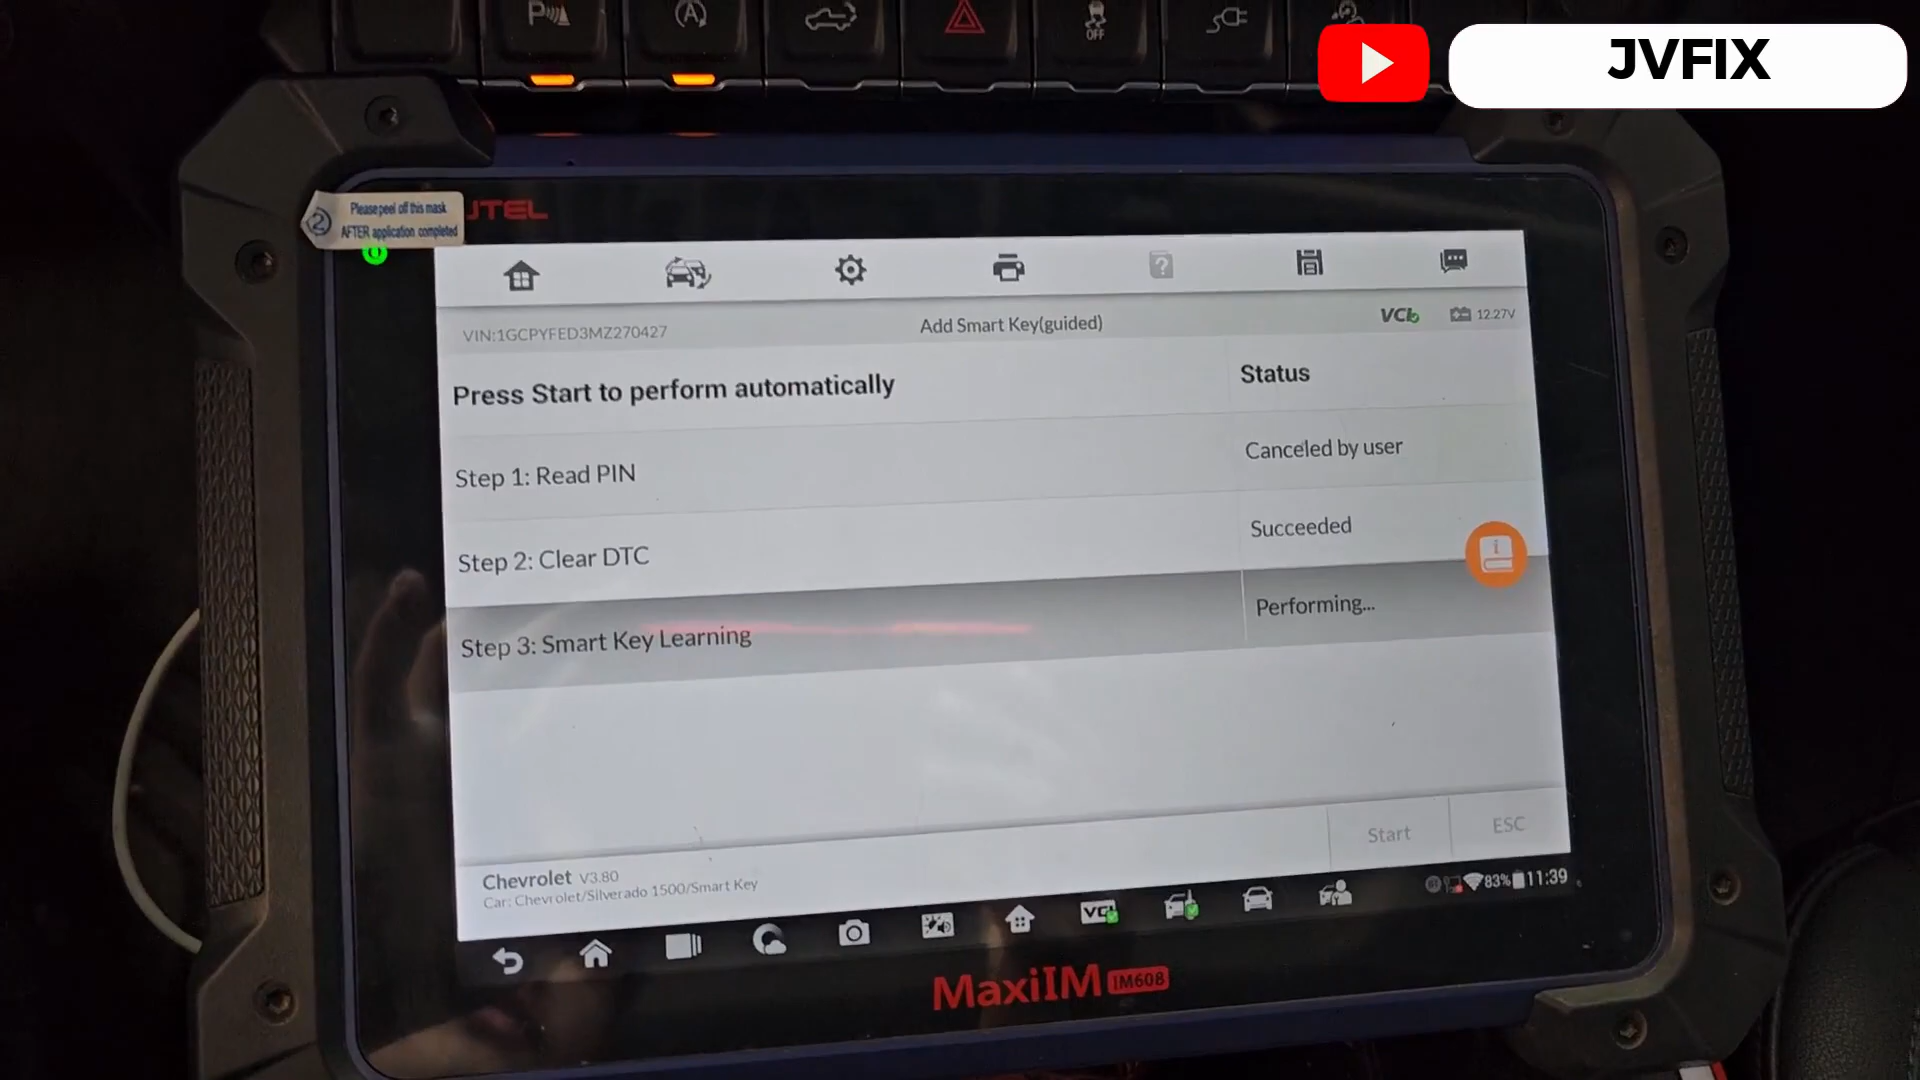 OFF
JVFIX
Please peel off this mask
2
AFTER application completed
UTEL
VIN:1GCPYFED3MZ270427
Add Smart Key(guided)
VCI
12.27V
Press Start to perform automatically
Status
Step 1: Read PIN
Canceled by user
Step 2: Clear DTC
Succeeded
Step 3: Smart Key Learning
Performing...
Start
ESC
Chevrolet V3.80
Car: Chevrolet/Silverado 1500/Smart Key
83%
11:39
VCI
MaxiIM IM608